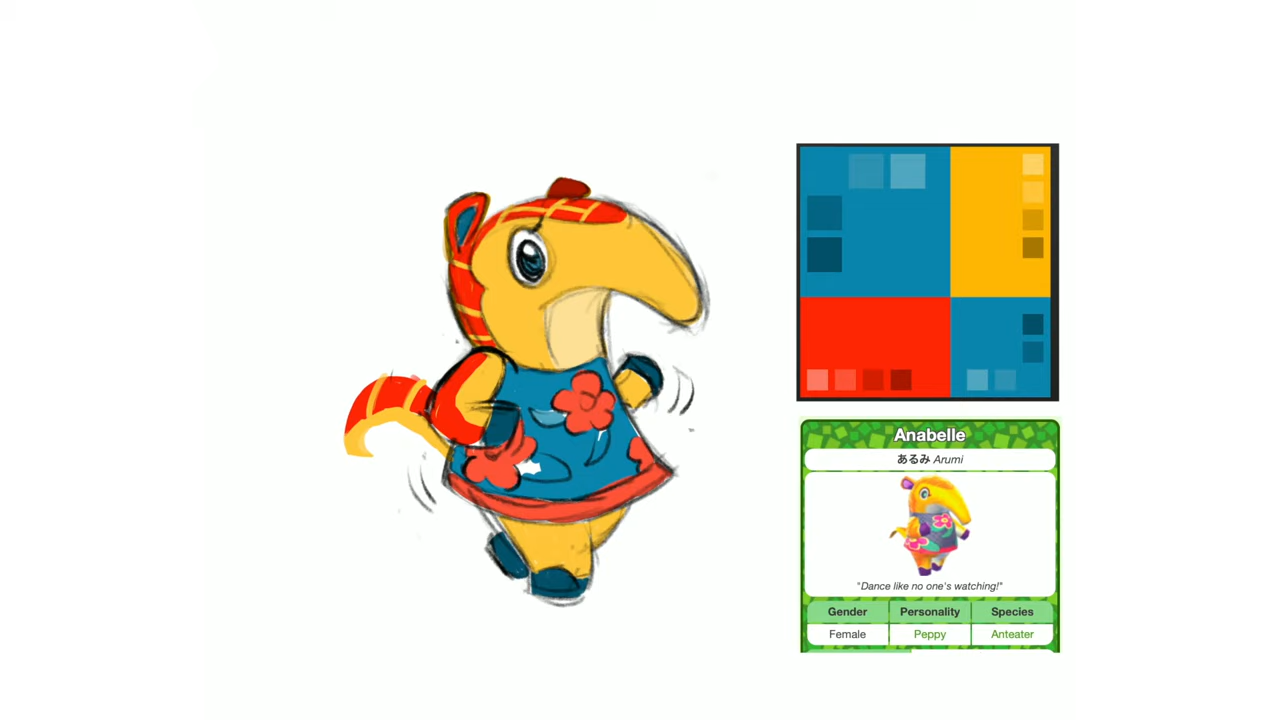 Anabelle
あるみ Arumi
"Dance like no one's watching!"
Gender Personality Species
Female Peppy Anteater